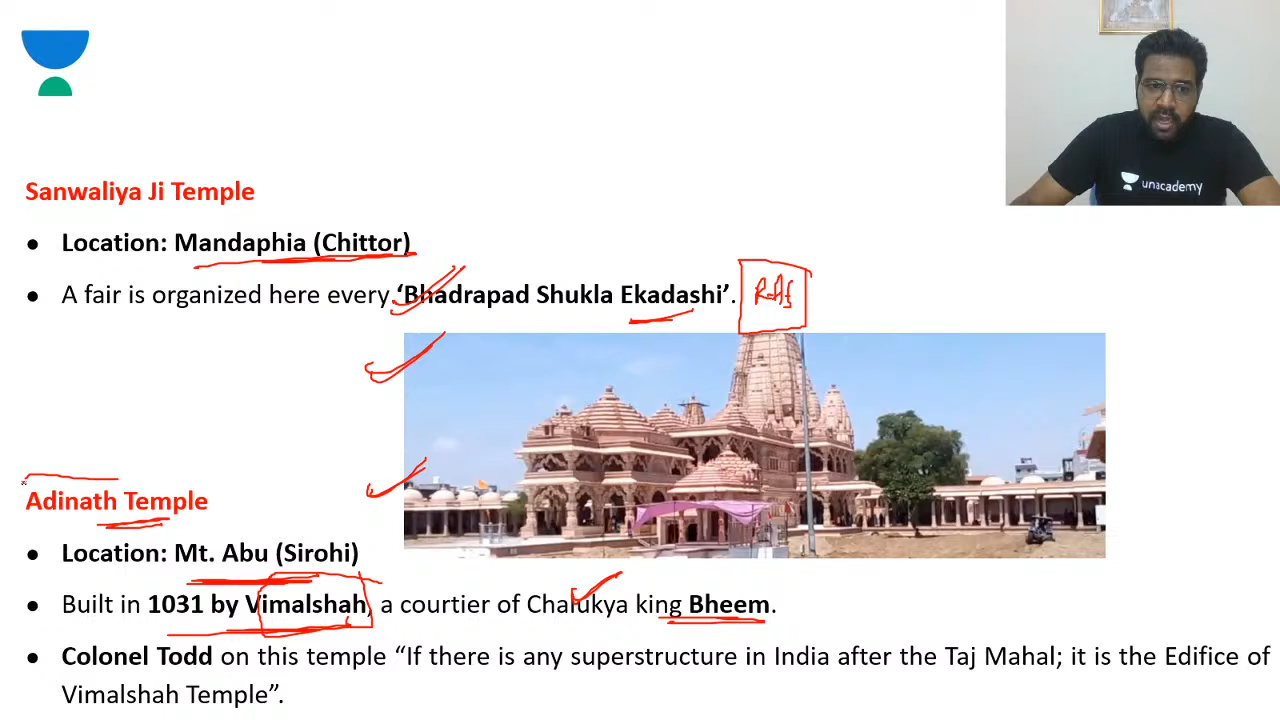 unacademy
Sanwaliya Ji Temple
● Location: Mandaphia (Chittor)
● A fair is organized here every ‘Bhadrapad Shukla Ekadashi’.
Adinath Temple
● Location: Mt. Abu (Sirohi)
● Built in 1031 by Vimalshah, a courtier of Chalukya king Bheem.
● Colonel Todd on this temple “If there is any superstructure in India after the Taj Mahal; it is the Edifice of
Vimalshah Temple”.